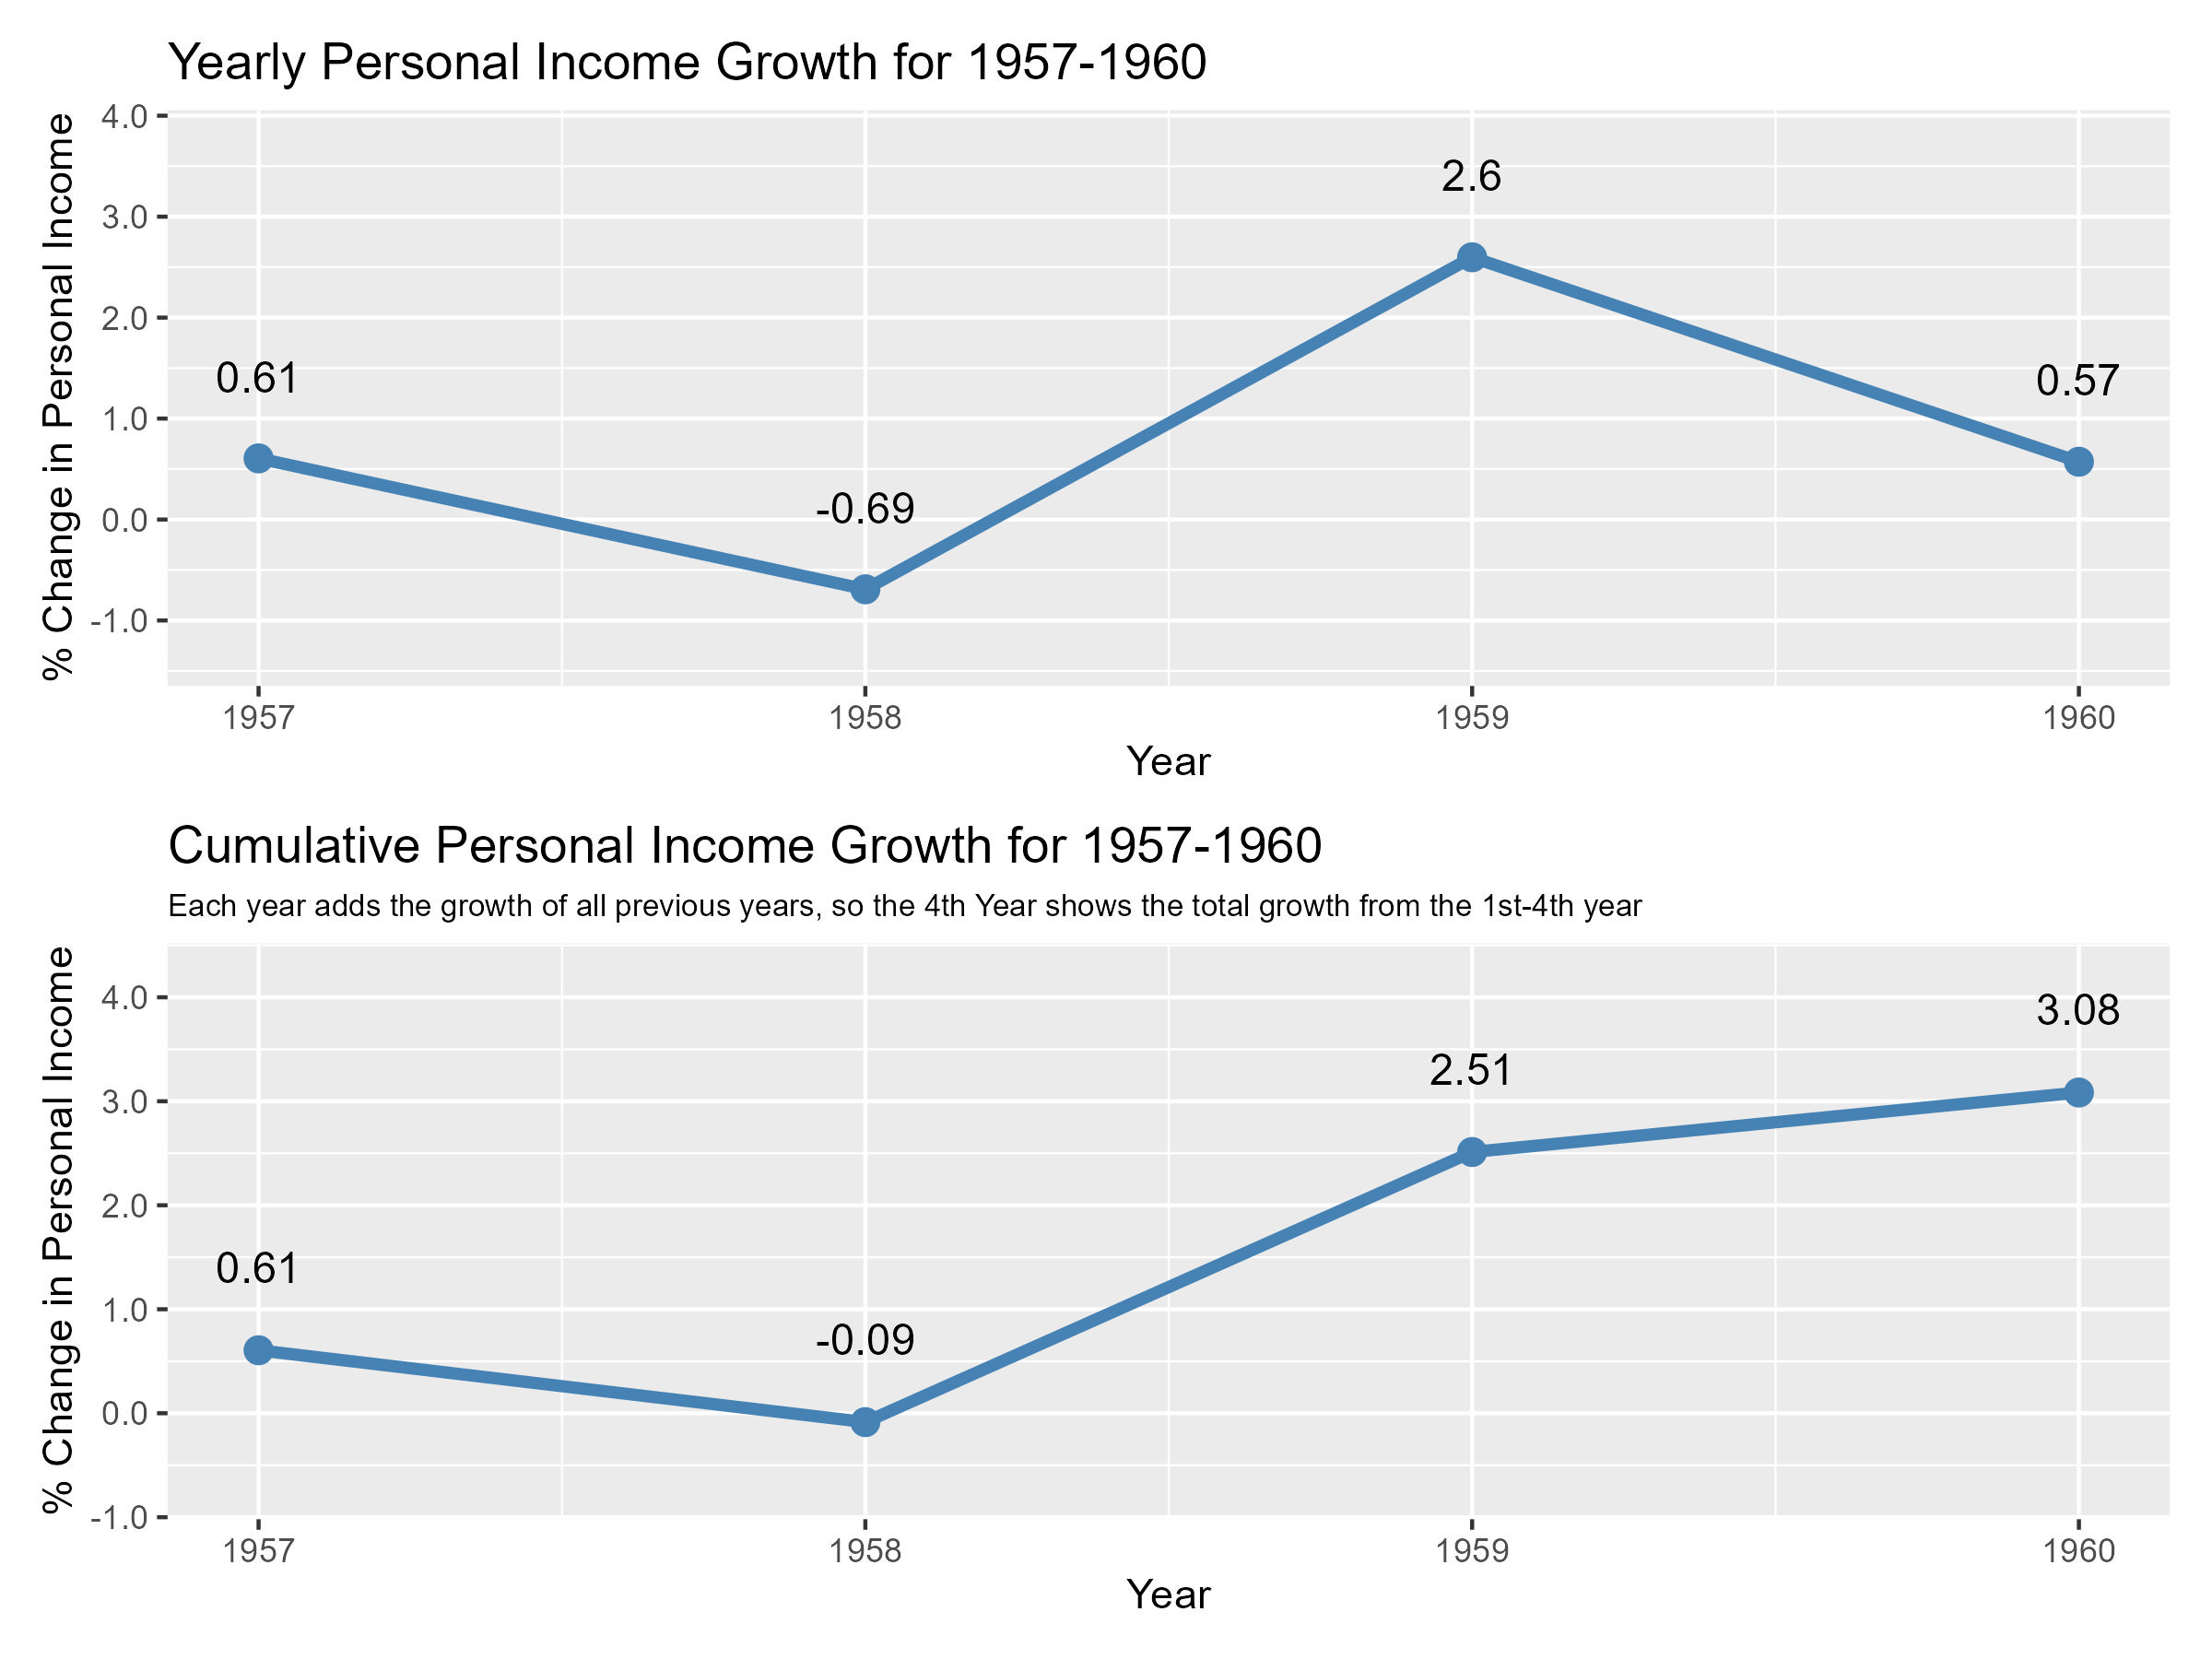 Yearly Personal Income Growth for 1957-1960
% Change in Personal Income
4.0
3.0
2.0
1.0
0.0
-1.0
0.61
-0.69
2.6
0.57
1957 1958 1959 1960
Year
Cumulative Personal Income Growth for 1957-1960
Each year adds the growth of all previous years, so the 4th Year shows the total growth from the 1st-4th year
% Change in Personal Income
4.0
3.0
2.0
1.0
0.0
-1.0
0.61
-0.09
2.51
3.08
1957 1958 1959 1960
Year